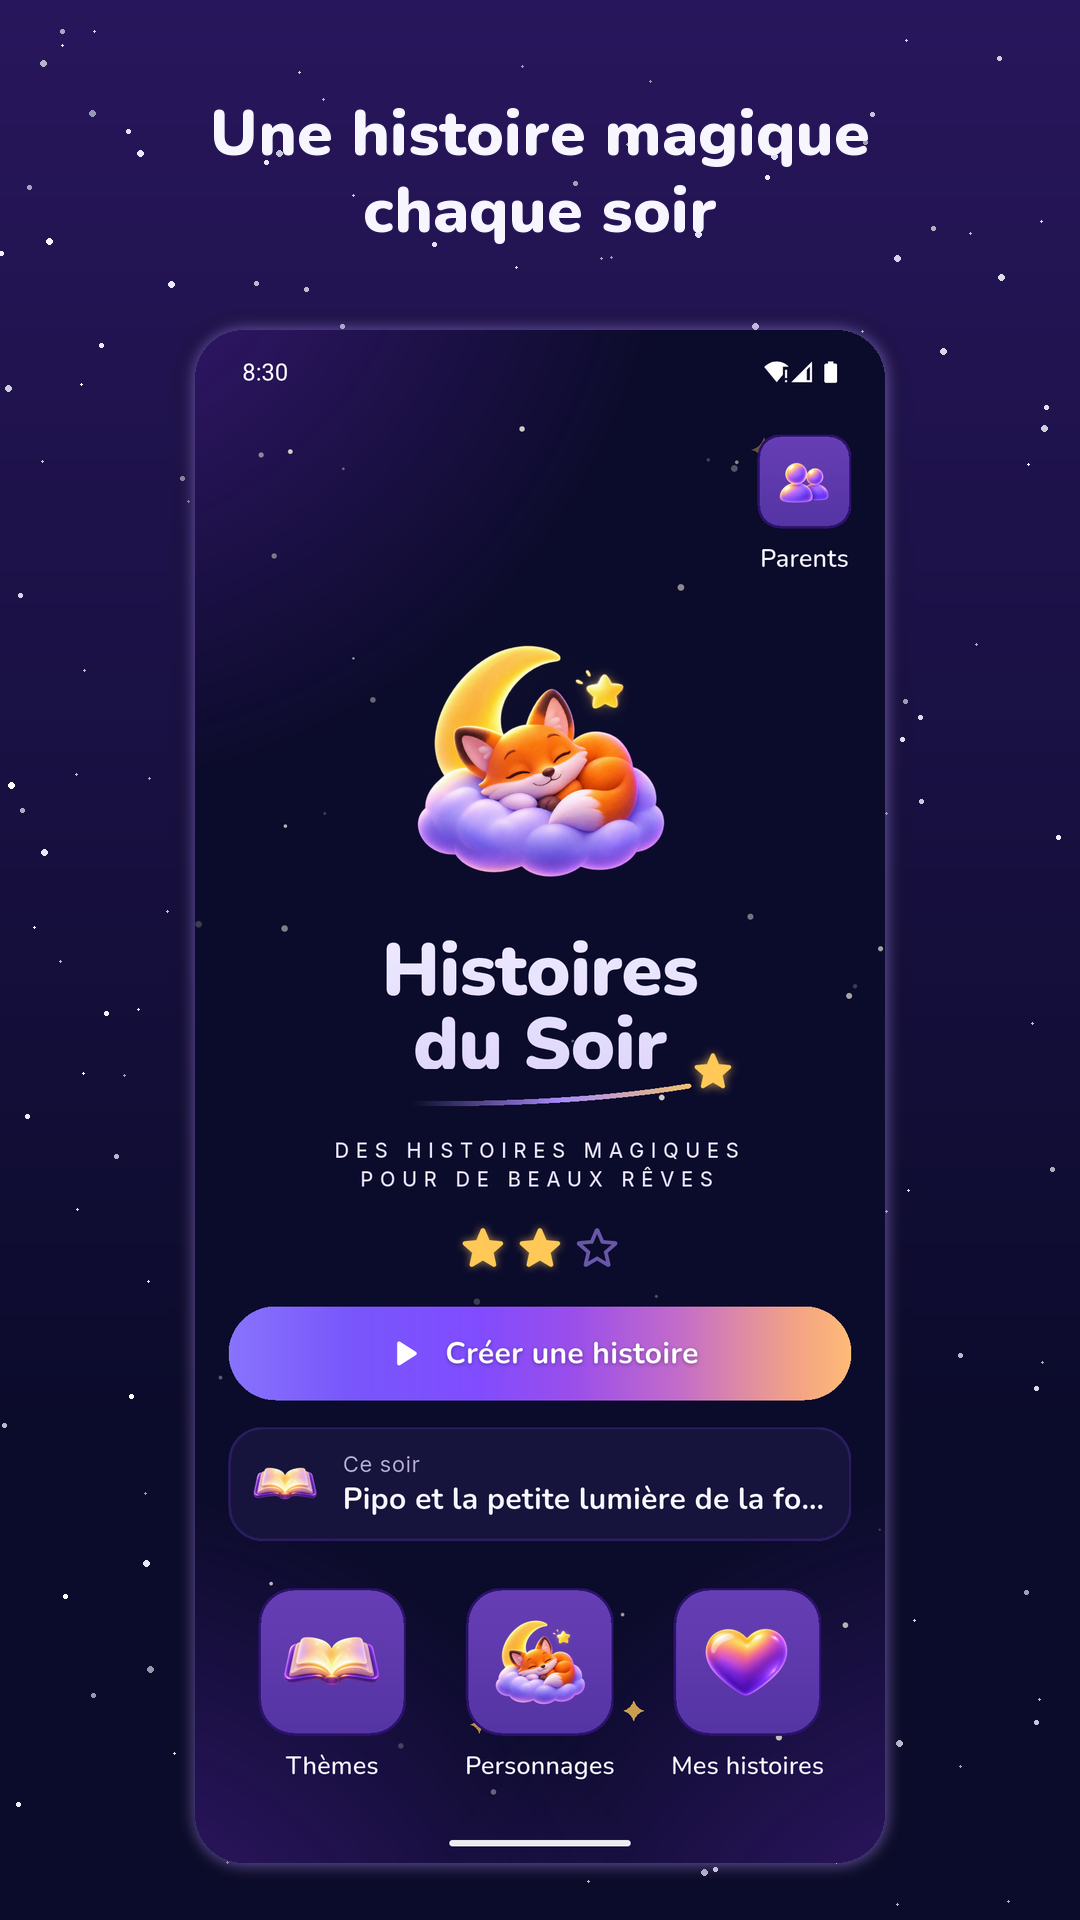 Une histoire magique
chaque soir
8:30
Parents
Histoires
du Soir
DES HISTOIRES MAGIQUES
POUR DE BEAUX RÊVES
Créer une histoire
Ce soir
Pipo et la petite lumière de la fo...
Thèmes
Personnages
Mes histoires